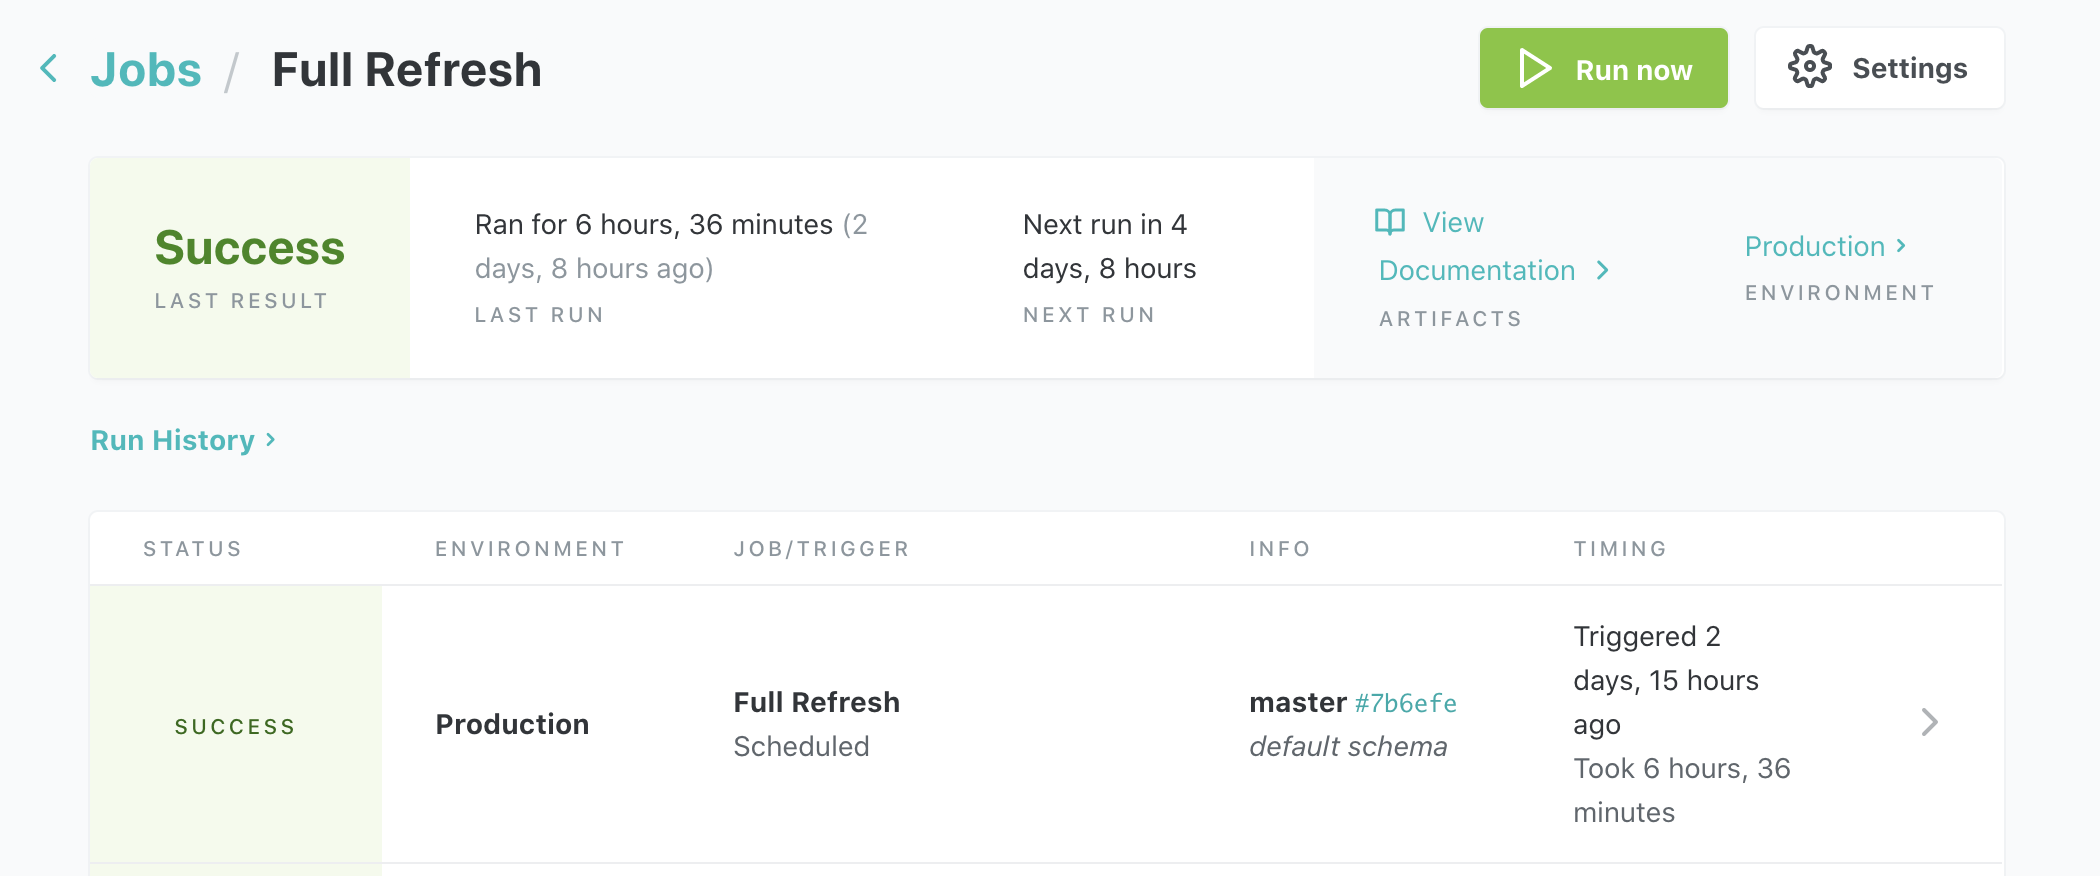 Jobs / Full Refresh
Run now
Settings
Success
LAST RESULT
Ran for 6 hours, 36 minutes (2
days, 8 hours ago)
LAST RUN
Next run in 4
days, 8 hours
NEXT RUN
View
Documentation
ARTIFACTS
Production
ENVIRONMENT
Run History
STATUS
ENVIRONMENT
JOB/TRIGGER
INFO
TIMING
SUCCESS
Production
Full Refresh
Scheduled
master #7b6efe
default schema
Triggered 2
days, 15 hours
ago
Took 6 hours, 36
minutes